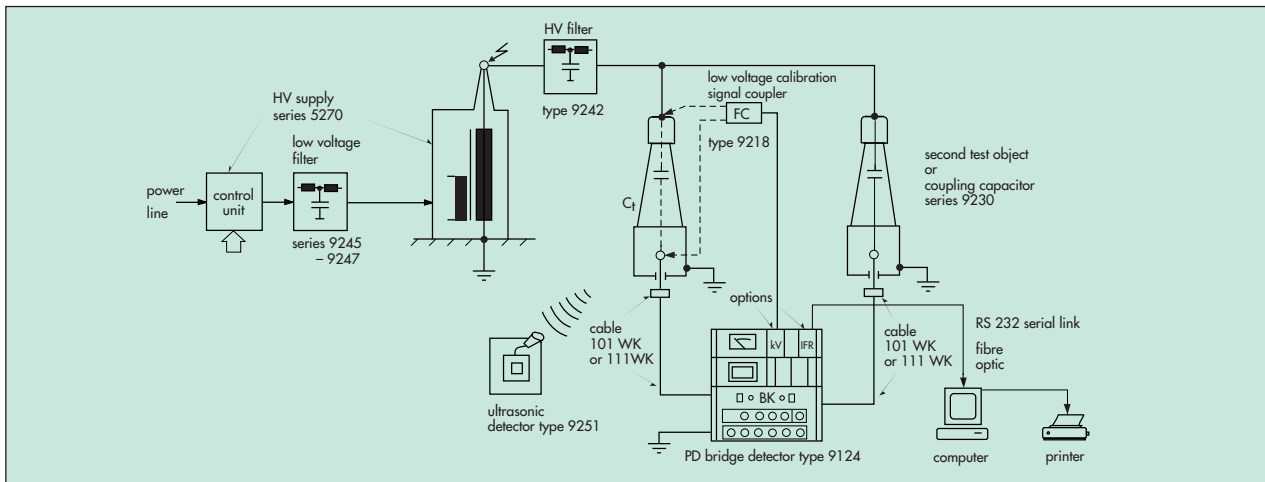 HV filter
type 9242
HV supply
series 5270
low voltage
filter
power
line
control
unit
series 9245
– 9247
low voltage calibration
signal coupler
FC
type 9218
Ct
second test object
or
coupling capacitor
series 9230
options
cable
101 WK
or 111WK
kV
IFR
BK
cable
101 WK
or 111 WK
RS 232 serial link
fibre
optic
ultrasonic
detector type 9251
PD bridge detector type 9124
computer
printer